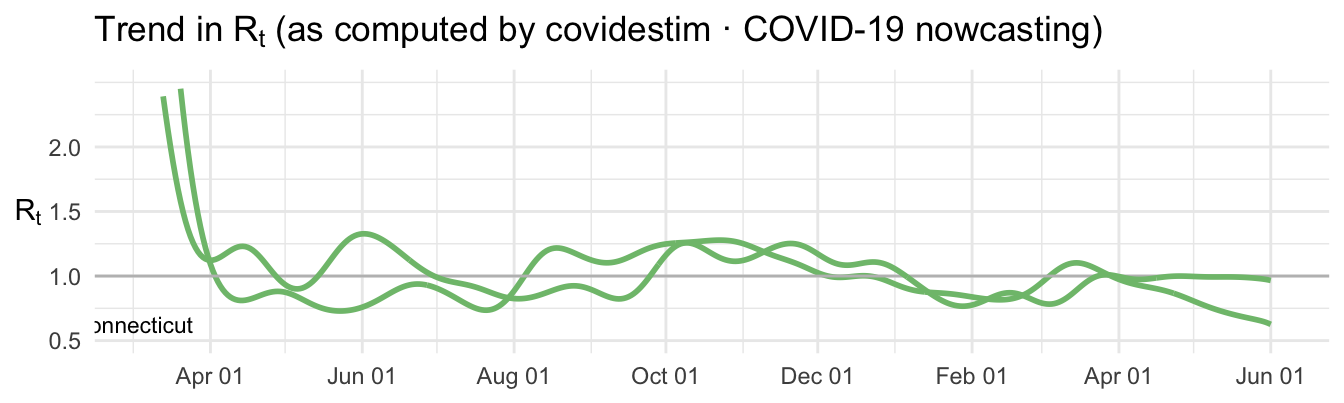 Trend in Rt (as computed by covidestim · COVID-19 nowcasting)
2.0
Rt 1.5
1.0
onnecticut
0.5
Apr 01 Jun 01 Aug 01 Oct 01 Dec 01 Feb 01 Apr 01 Jun 01